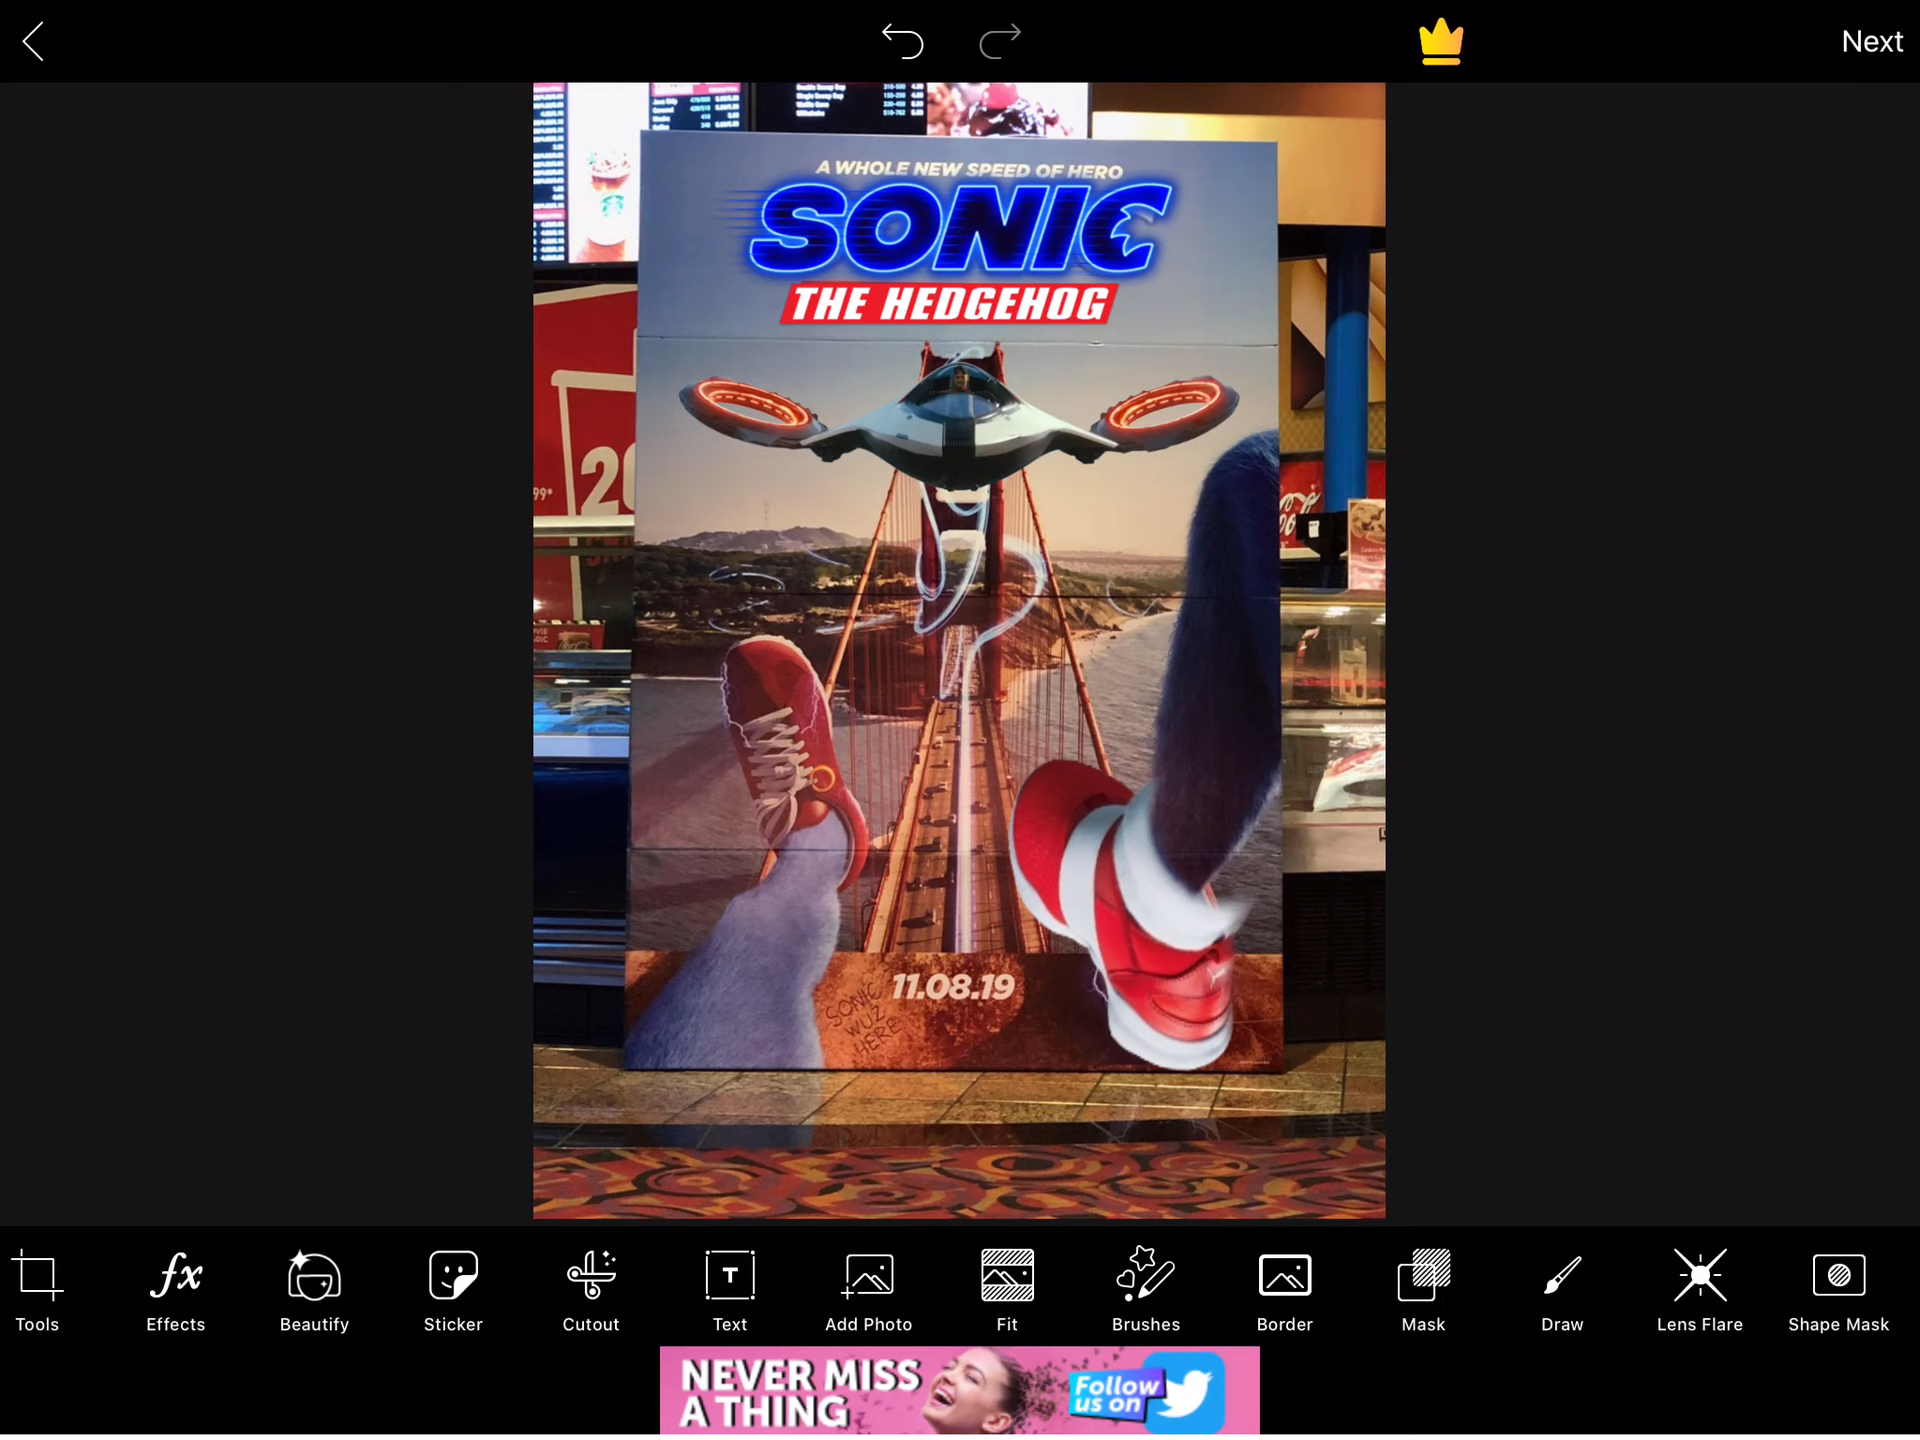 Next
A WHOLE NEW SPEED OF HERO
SONIC
THE HEDGEHOG
20
99¢
11.08.19
SONIC
WUZ
HERE
Tools
Effects
Beautify
Sticker
Cutout
T
Text
Add Photo
Fit
Brushes
Border
Mask
Draw
Lens Flare
Shape Mask
NEVER MISS
A THING
Follow
us on